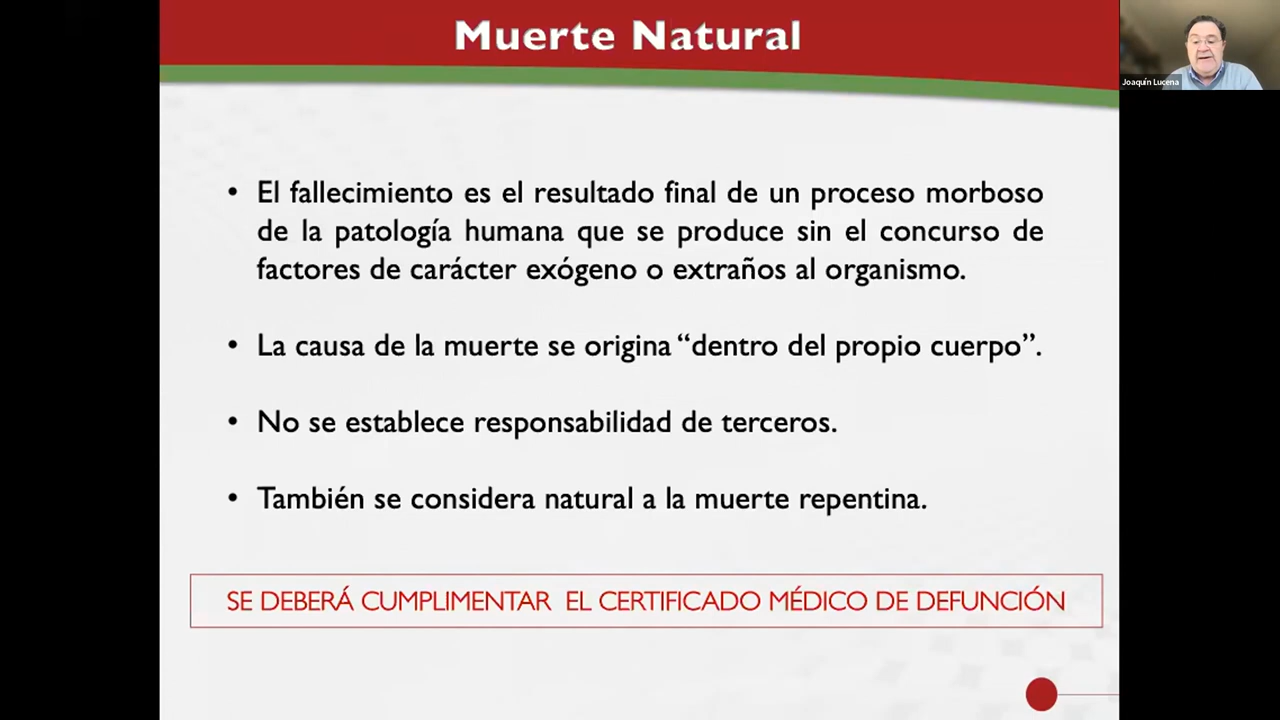 Muerte Natural
Joaquín Lucena
• El fallecimiento es el resultado final de un proceso morboso
de la patología humana que se produce sin el concurso de
factores de carácter exógeno o extraños al organismo.
• La causa de la muerte se origina “dentro del propio cuerpo”.
• No se establece responsabilidad de terceros.
• También se considera natural a la muerte repentina.
SE DEBERÁ CUMPLIMENTAR EL CERTIFICADO MÉDICO DE DEFUNCIÓN